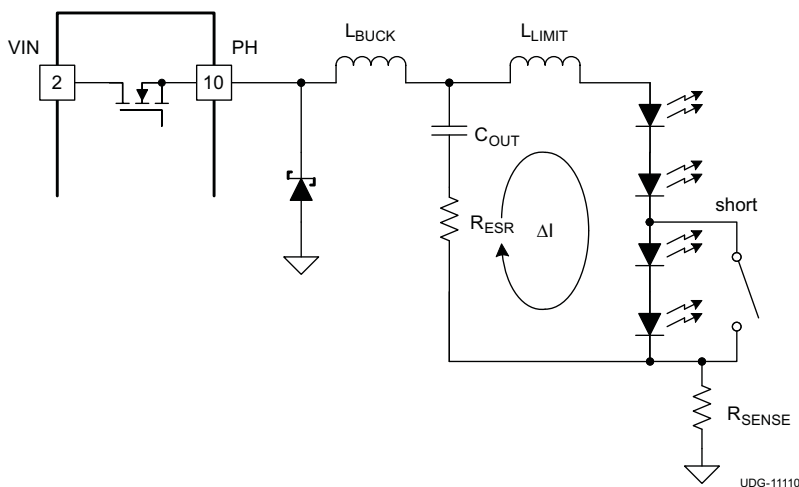 VIN
2
10
PH
LBUCK
LLIMIT
COUT
RESR
ΔI
short
RSENSE
UDG-11110